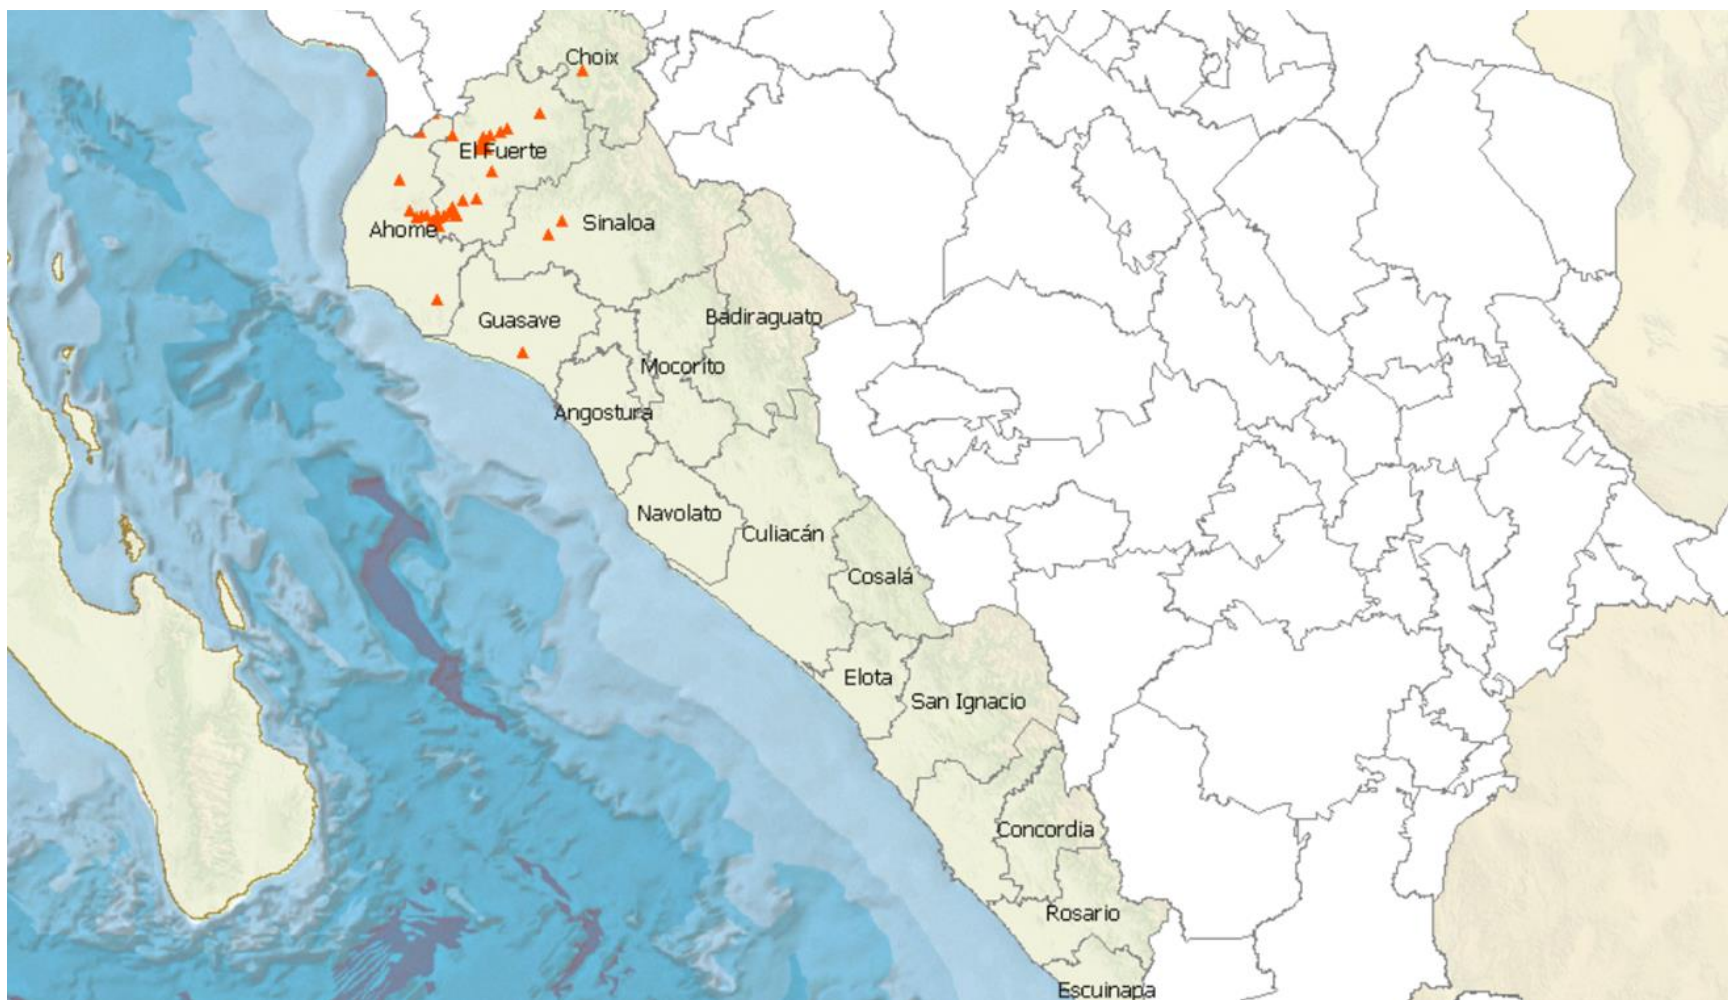 Choix
El Fuerte
Sinaloa
Ahome
Guasave
Badiraguato
Mocorito
Angostura
Navolato
Culiacán
Cosalá
Elota
San Ignacio
Concordia
Rosario
Escuinapa